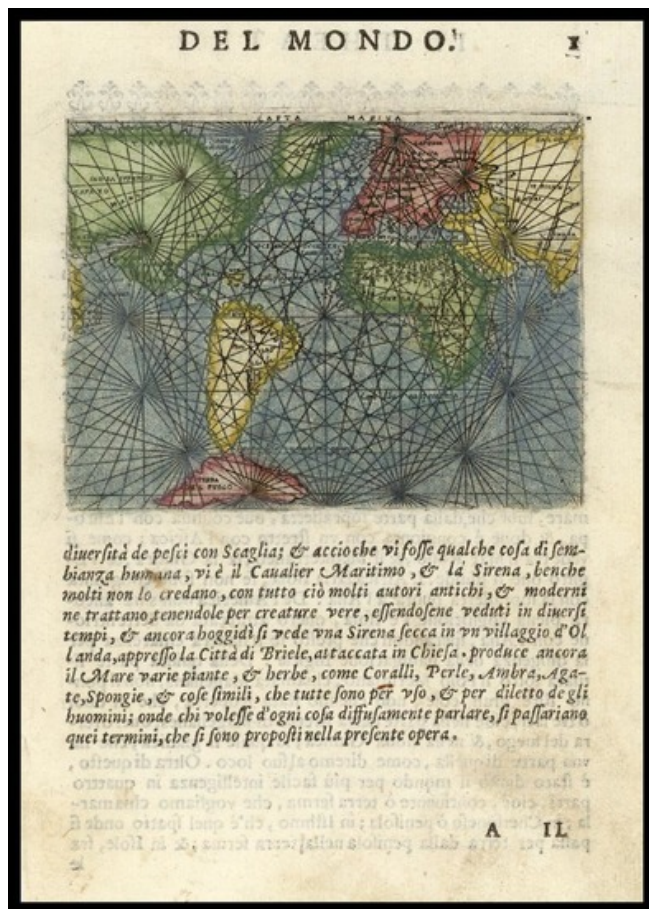 DEL MONDO. 1
CARTA MARINA
TERRA
DEL FVEGO
diuersità de pesci con Scaglia; & accioche vi fosse qualche cosa di sem-
bianza humana, vi è il Caualier Maritimo, & la Sirena, benche
molti non lo credano, con tutto ciò molti autori antichi, & moderni
ne trattano, tenendole per creature vere, essendosene veduti in diuersi
tempi, & ancora hoggidì si vede vna Sirena secca in vn villaggio d'Ol
landa, appresso la Città di Briele, attaccata in Chiesa. produce ancora
il Mare varie piante, & herbe, come Coralli, Perle, Ambra, Aga-
te, Spongie, & cose simili, che tutte sono per vso, & per diletto degli
huomini; onde chi volesse d'ogni cosa diffusamente parlare, si passariano
quei termini, che si sono proposti nella presente opera.
A IL